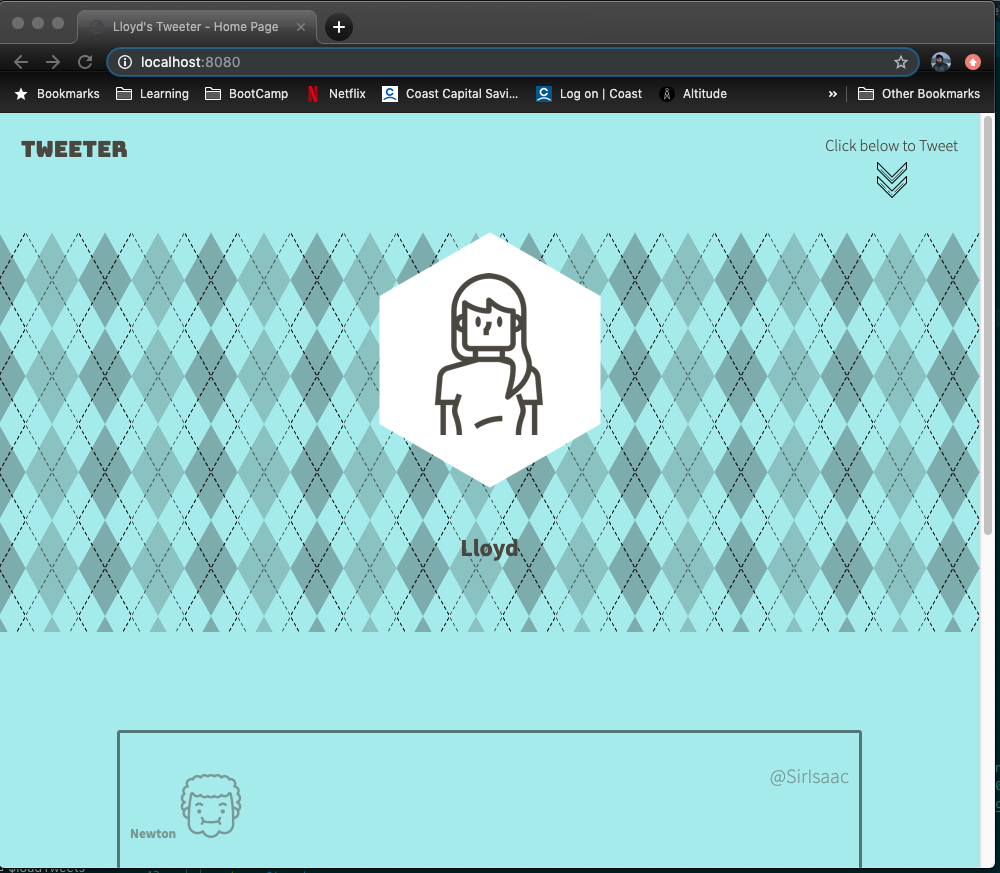 Lloyd's Tweeter - Home Page
localhost:8080
Bookmarks Learning BootCamp Netflix Coast Capital Savi... Log on | Coast Altitude » Other Bookmarks
TWEETER
Click below to Tweet
Lløyd
@SirIsaac
Newton